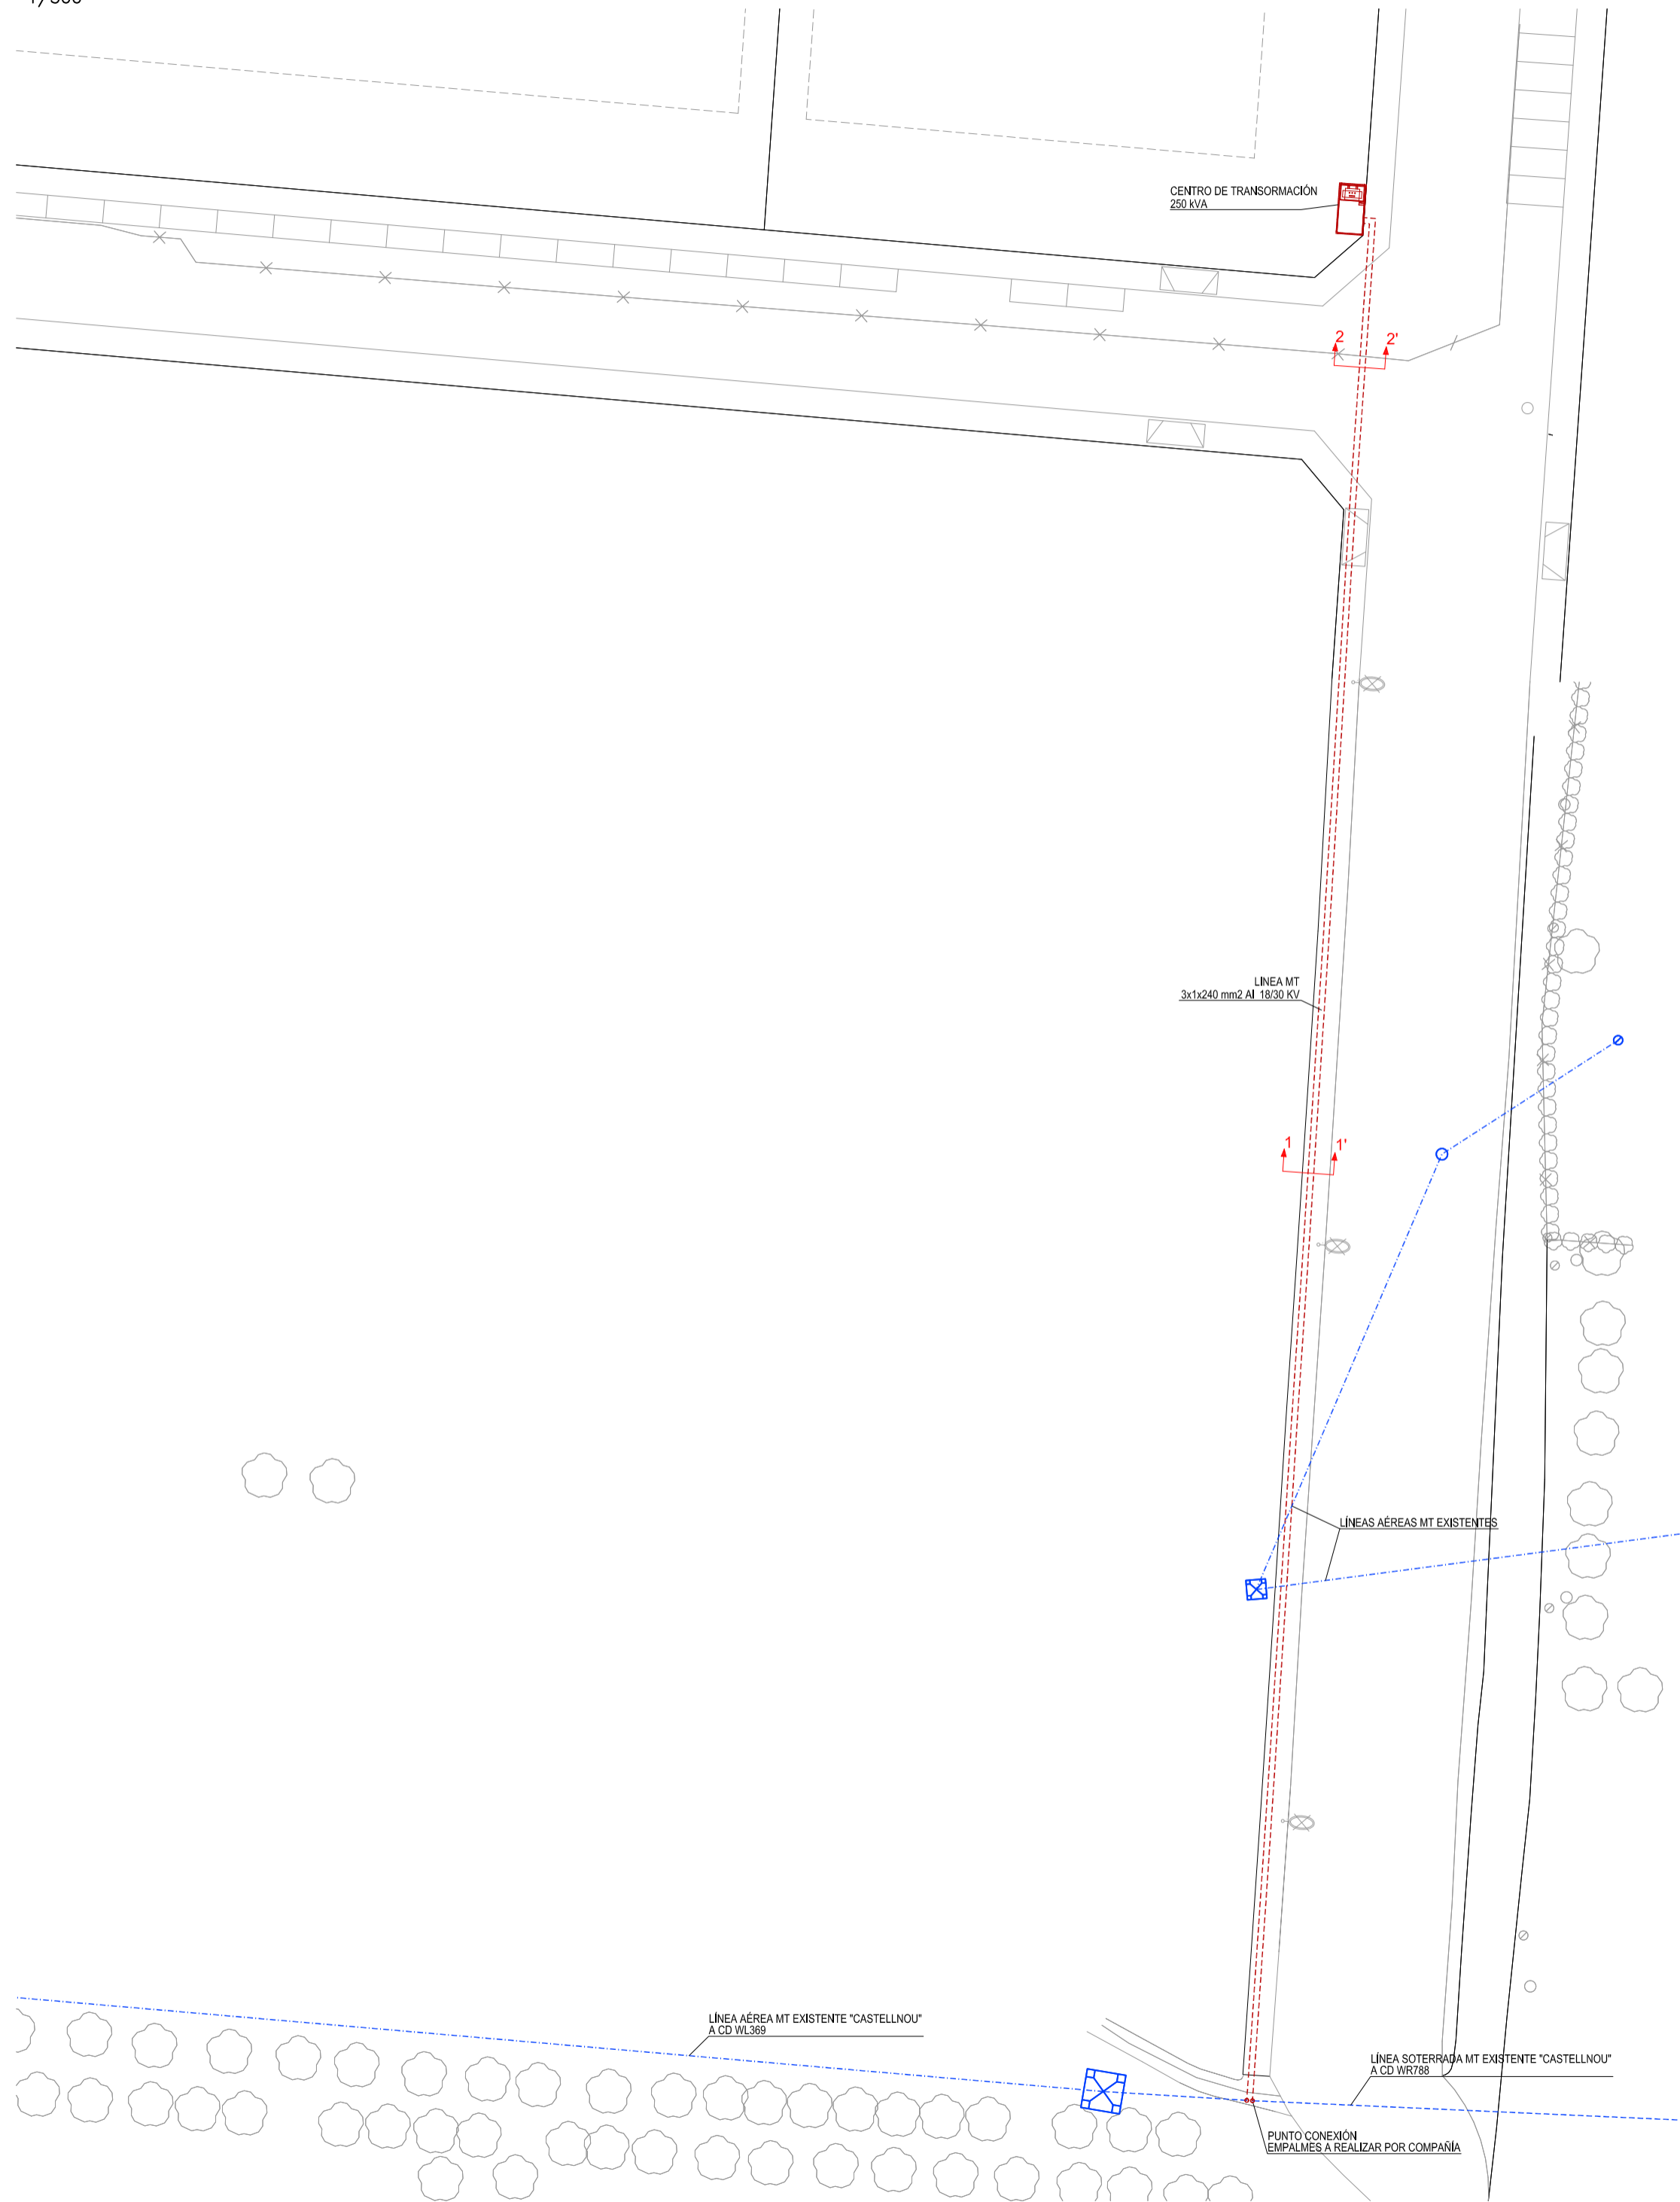 CENTRO DE TRANSORMACIÓN
250 kVA
2
2'
LÍNEA MT
3x1x240 mm2 Al 18/30 KV
1
1'
LÍNEAS AÉREAS MT EXISTENTES
LÍNEA AÉREA MT EXISTENTE "CASTELLNOU"
A CD WL369
LÍNEA SOTERRADA MT EXISTENTE "CASTELLNOU"
A CD WR788
PUNTO CONEXIÓN
EMPALMES A REALIZAR POR COMPAÑÍA